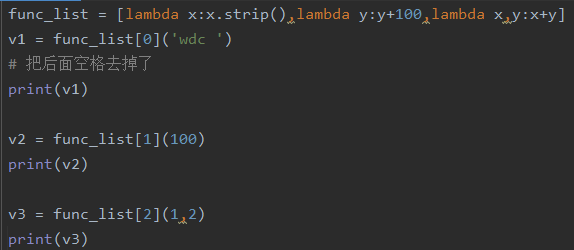 func_list = [lambda x:x.strip(),lambda y:y+100,lambda x,y:x+y]
v1 = func_list[0]('wdc ')
# 把后面空格去掉了
print(v1)
v2 = func_list[1](100)
print(v2)
v3 = func_list[2](1,2)
print(v3)